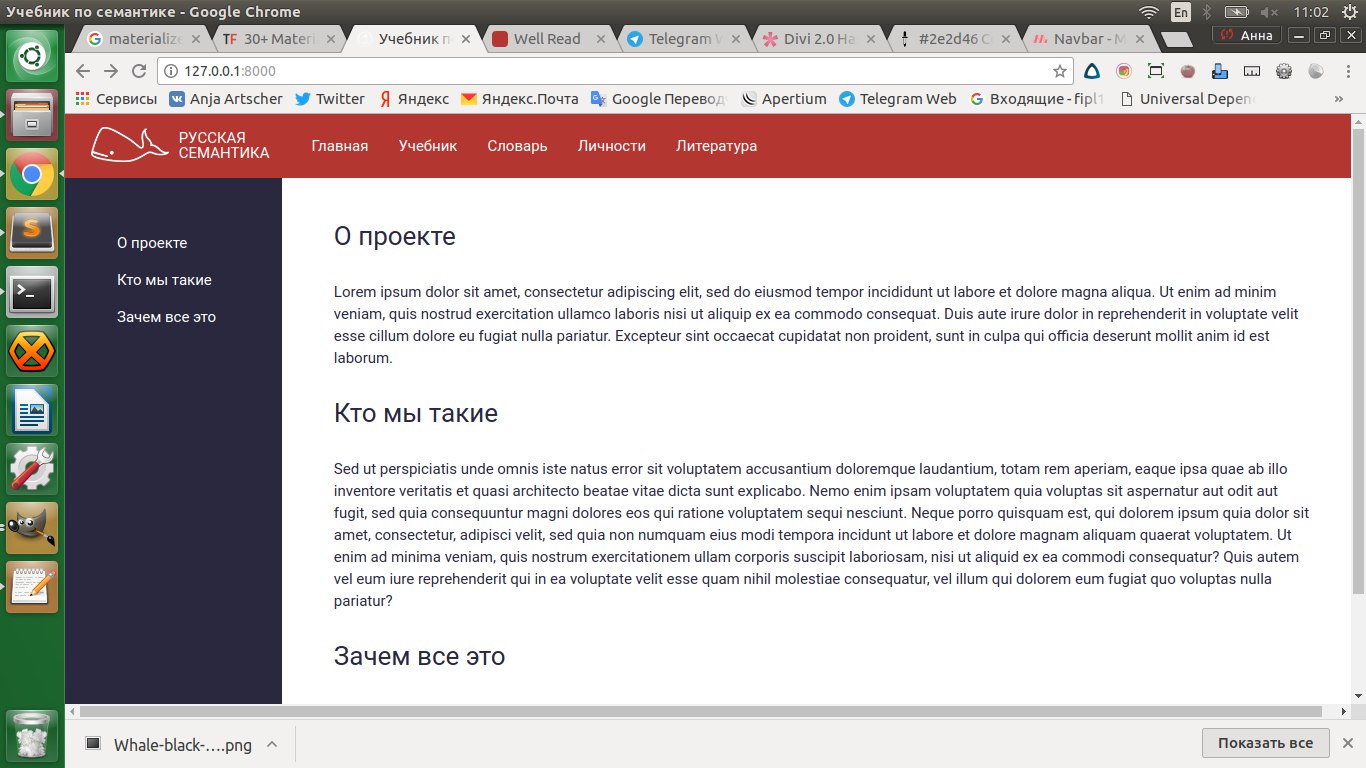 Учебник по семантике - Google Chrome
En
11:02
materialize
30+ Materi
Учебник п
Well Read
Telegram W
Divi 2.0 Ha
#2e2d46 C
Navbar - M
Анна
127.0.0.1:8000
Сервисы
Anja Artscher
Twitter
Яндекс
Яндекс.Почта
Google Перевод
Apertium
Telegram Web
Входящие - fipl1
Universal Depen
РУССКАЯ
СЕМАНТИКА
Главная
Учебник
Словарь
Личности
Литература
О проекте
Кто мы такие
Зачем все это
О проекте
Lorem ipsum dolor sit amet, consectetur adipiscing elit, sed do eiusmod tempor incididunt ut labore et dolore magna aliqua. Ut enim ad minim
veniam, quis nostrud exercitation ullamco laboris nisi ut aliquip ex ea commodo consequat. Duis aute irure dolor in reprehenderit in voluptate velit
esse cillum dolore eu fugiat nulla pariatur. Excepteur sint occaecat cupidatat non proident, sunt in culpa qui officia deserunt mollit anim id est
laborum.
Кто мы такие
Sed ut perspiciatis unde omnis iste natus error sit voluptatem accusantium doloremque laudantium, totam rem aperiam, eaque ipsa quae ab illo
inventore veritatis et quasi architecto beatae vitae dicta sunt explicabo. Nemo enim ipsam voluptatem quia voluptas sit aspernatur aut odit aut
fugit, sed quia consequuntur magni dolores eos qui ratione voluptatem sequi nesciunt. Neque porro quisquam est, qui dolorem ipsum quia dolor sit
amet, consectetur, adipisci velit, sed quia non numquam eius modi tempora incidunt ut labore et dolore magnam aliquam quaerat voluptatem. Ut
enim ad minima veniam, quis nostrum exercitationem ullam corporis suscipit laboriosam, nisi ut aliquid ex ea commodi consequatur? Quis autem
vel eum iure reprehenderit qui in ea voluptate velit esse quam nihil molestiae consequatur, vel illum qui dolorem eum fugiat quo voluptas nulla
pariatur?
Зачем все это
Whale-black-....png
Показать все